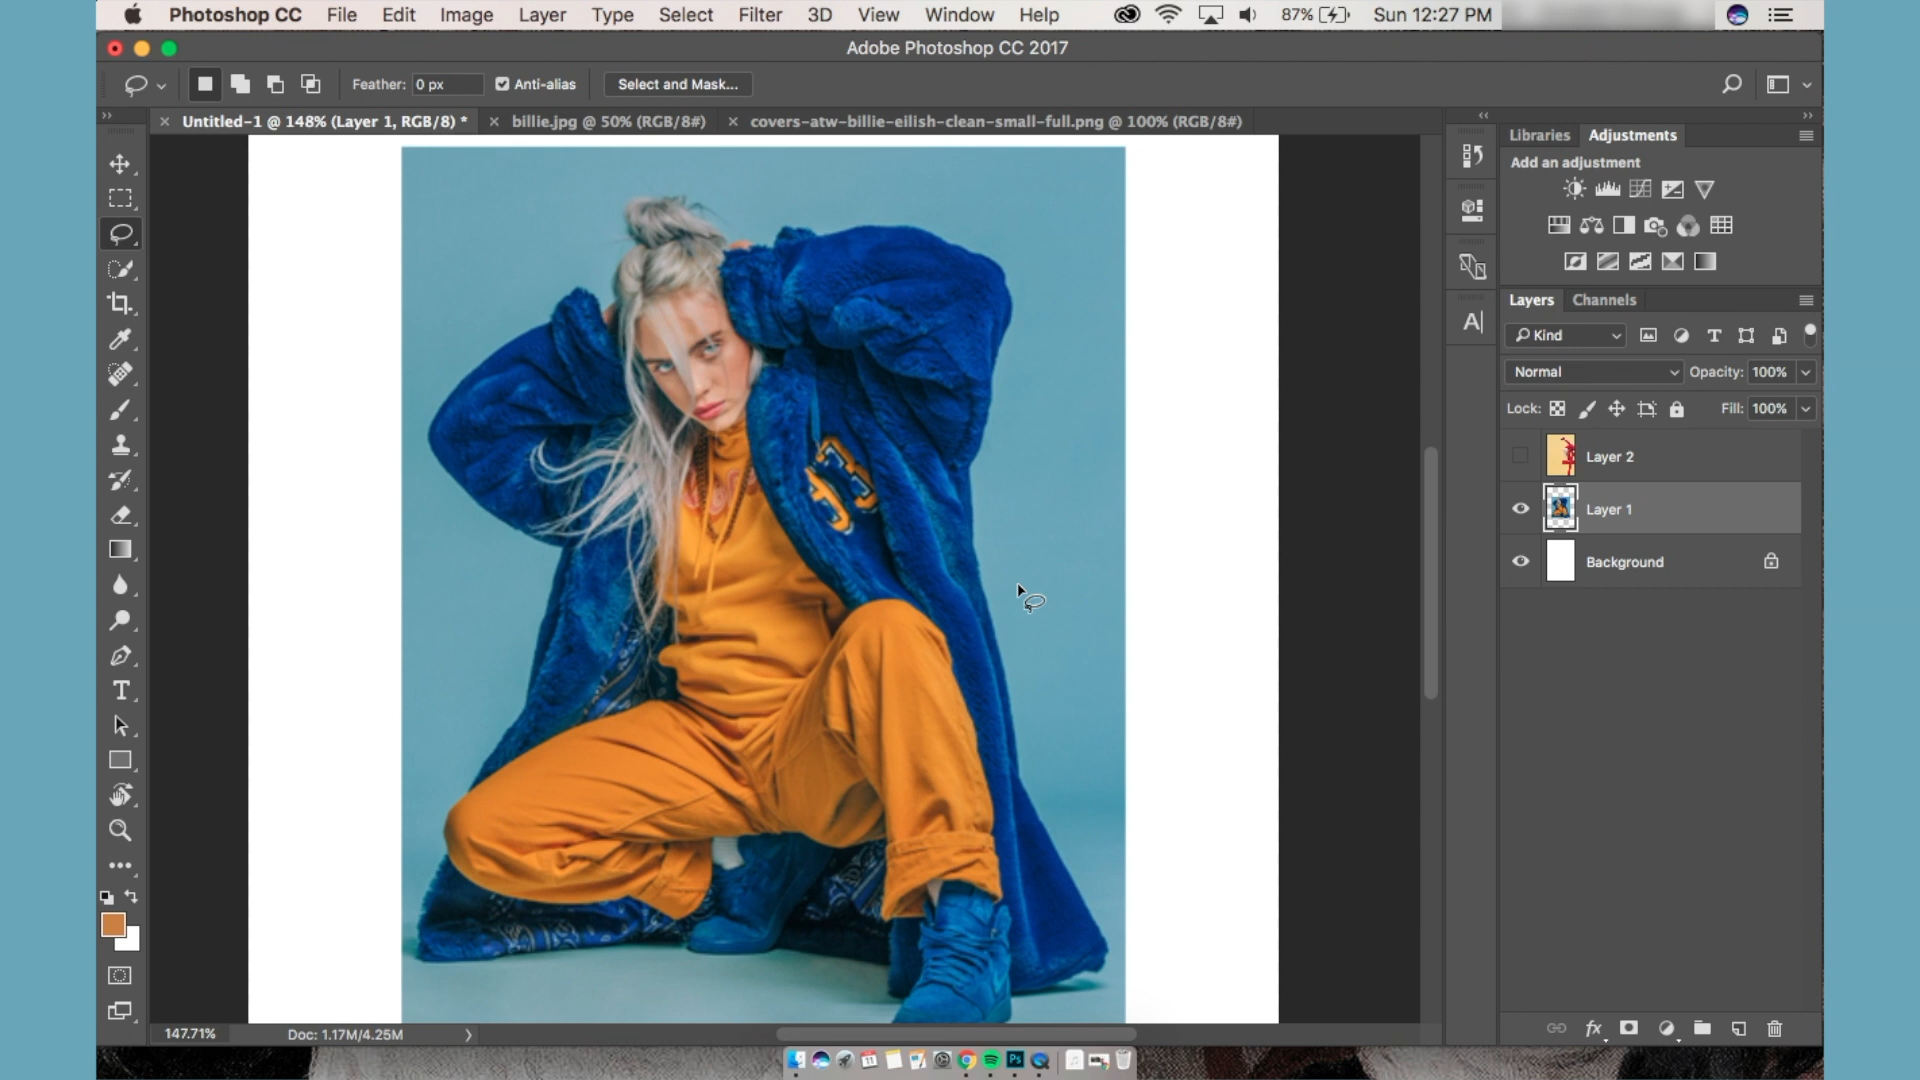 Photoshop CC File Edit Image Layer Type Select Filter 3D View Window Help 87% Sun 12:27 PM
Adobe Photoshop CC 2017
Feather: 0 px Anti-alias Select and Mask...
Untitled-1 @ 148% (Layer 1, RGB/8) * billie.jpg @ 50% (RGB/8#) covers-atw-billie-eilish-clean-small-full.png @ 100% (RGB/8#)
Libraries Adjustments
Add an adjustment
Layers Channels
Kind
Normal Opacity: 100%
Lock: Fill: 100%
Layer 2
Layer 1
Background
147.71% Doc: 1.17M/4.25M
fx
11
Ps